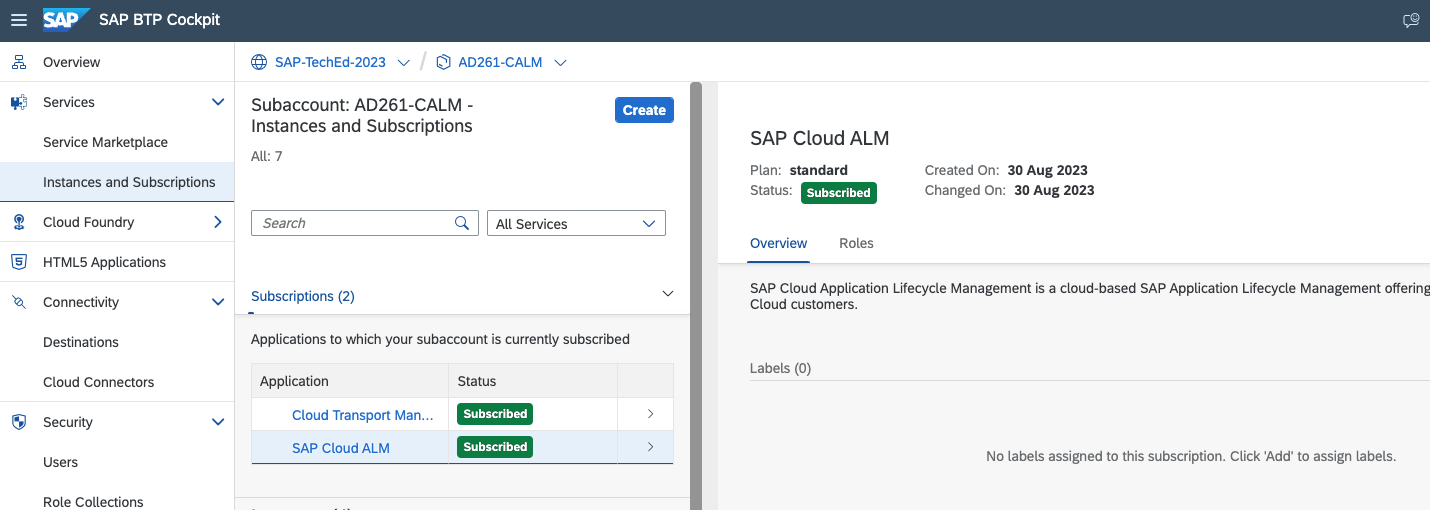 SAP SAP BTP Cockpit
Overview
Services
Service Marketplace
Instances and Subscriptions
Cloud Foundry
HTML5 Applications
Connectivity
Destinations
Cloud Connectors
Security
Users
Role Collections
SAP-TechEd-2023 / AD261-CALM
Subaccount: AD261-CALM -
Instances and Subscriptions
Create
All: 7
Search
All Services
Subscriptions (2)
Applications to which your subaccount is currently subscribed
Application Status
Cloud Transport Man... Subscribed
SAP Cloud ALM Subscribed
SAP Cloud ALM
Plan: standard Created On: 30 Aug 2023
Status: Subscribed Changed On: 30 Aug 2023
Overview Roles
SAP Cloud Application Lifecycle Management is a cloud-based SAP Application Lifecycle Management offering
Cloud customers.
Labels (0)
No labels assigned to this subscription. Click 'Add' to assign labels.